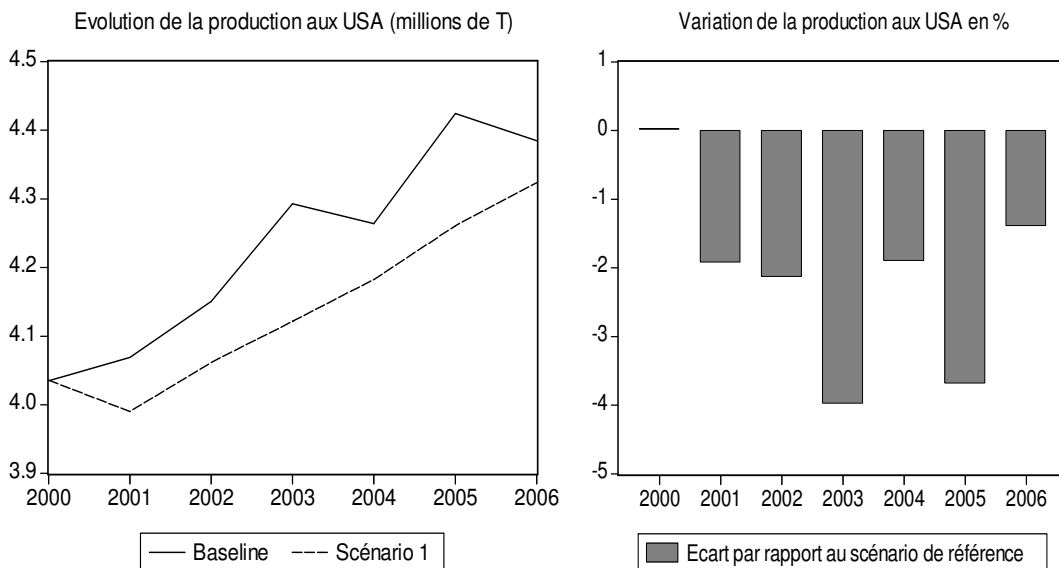 Evolution de la production aux USA (millions de T)
4.5
4.4
4.3
4.2
4.1
4.0
3.9
2000 2001 2002 2003 2004 2005 2006
Baseline Scénario 1
Variation de la production aux USA en %
1
0
-1
-2
-3
-4
-5
2000 2001 2002 2003 2004 2005 2006
Ecart par rapport au scénario de référence